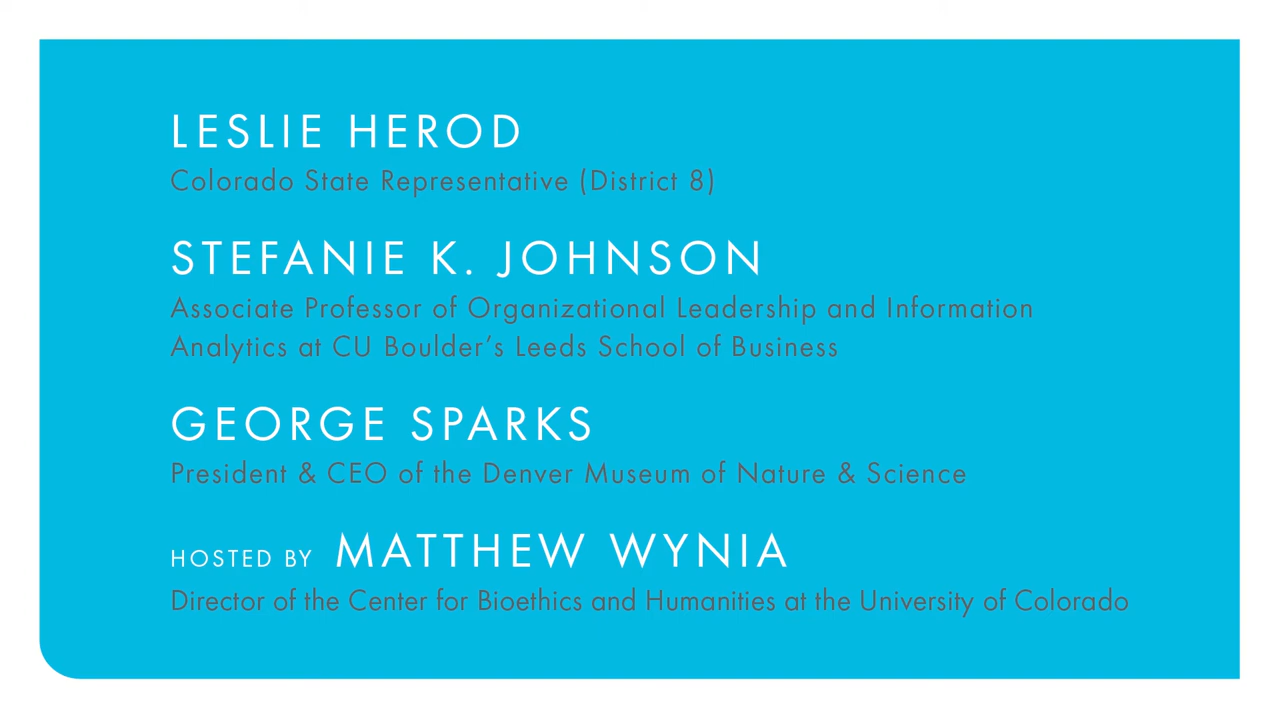 LESLIE HEROD
Colorado State Representative (District 8)
STEFANIE K. JOHNSON
Associate Professor of Organizational Leadership and Information
Analytics at CU Boulder’s Leeds School of Business
GEORGE SPARKS
President & CEO of the Denver Museum of Nature & Science
HOSTED BY MATTHEW WYNIA
Director of the Center for Bioethics and Humanities at the University of Colorado